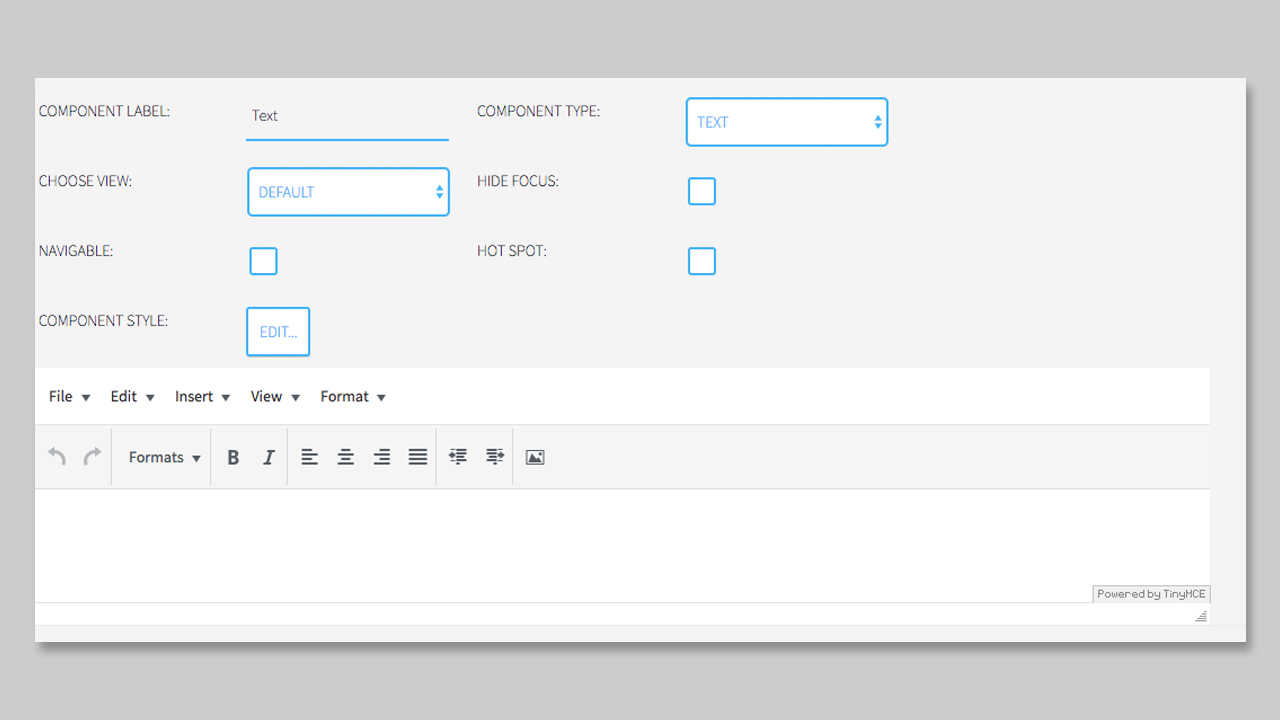 COMPONENT LABEL: Text COMPONENT TYPE: TEXT
CHOOSE VIEW: DEFAULT HIDE FOCUS:
NAVIGABLE: HOT SPOT:
COMPONENT STYLE: EDIT...
File Edit Insert View Format
Formats B I
Powered by TinyMCE